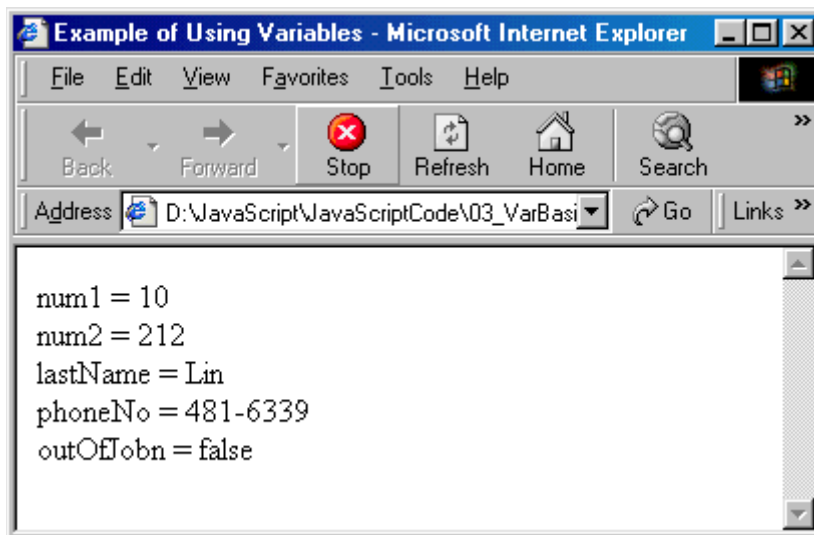 Example of Using Variables - Microsoft Internet Explorer
File Edit View Favorites Tools Help
Back Forward Stop Refresh Home Search »
Address D:\JavaScript\JavaScriptCode\03_VarBasi Go Links »
num1 = 10
num2 = 212
lastName = Lin
phoneNo = 481-6339
outOfJobn = false